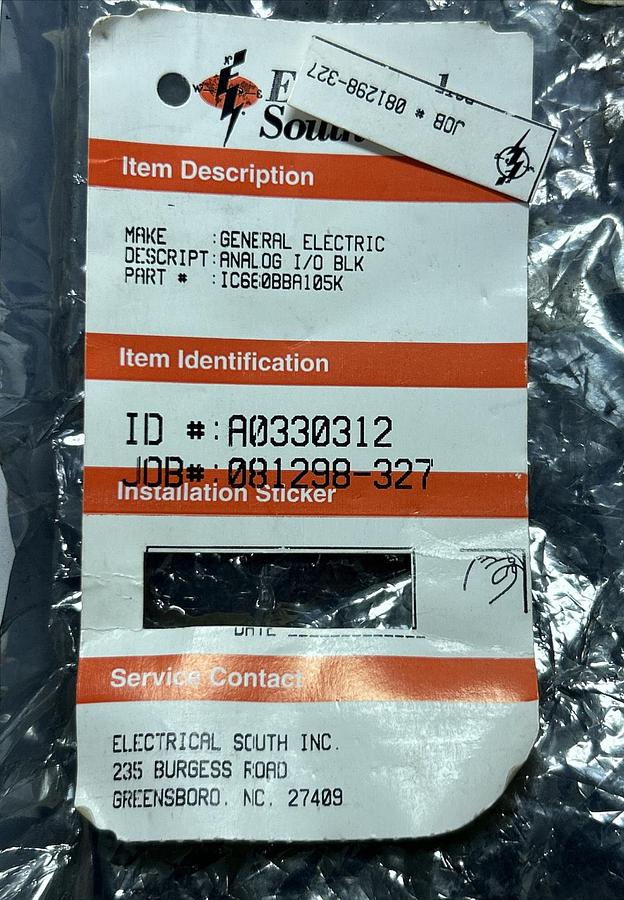 South
JOB # 081298-327
Item Description
MAKE :GENERAL ELECTRIC
DESCRIPT:ANALOG I/O BLK
PART # :IC660BBA105K
Item Identification
ID #:A0330312
JOB#:081298-327
Installation Sticker
DATE
Service Contact
ELECTRICAL SOUTH INC.
235 BURGESS ROAD
GREENSBORO. NC. 27409